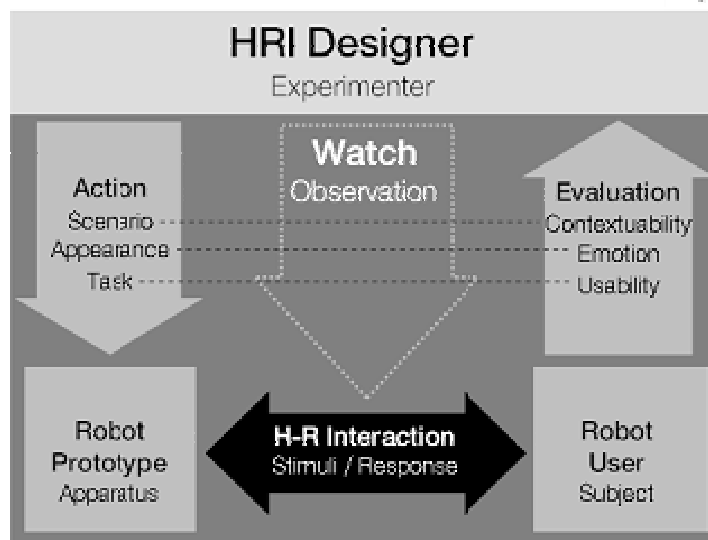 HRI Designer
Experimenter
Action
Scenario
Appearance
Task
Watch
Observation
Evaluation
Contextuability
Emotion
Usability
Robot
Prototype
Apparatus
H-R Interaction
Stimuli / Response
Robot
User
Subject